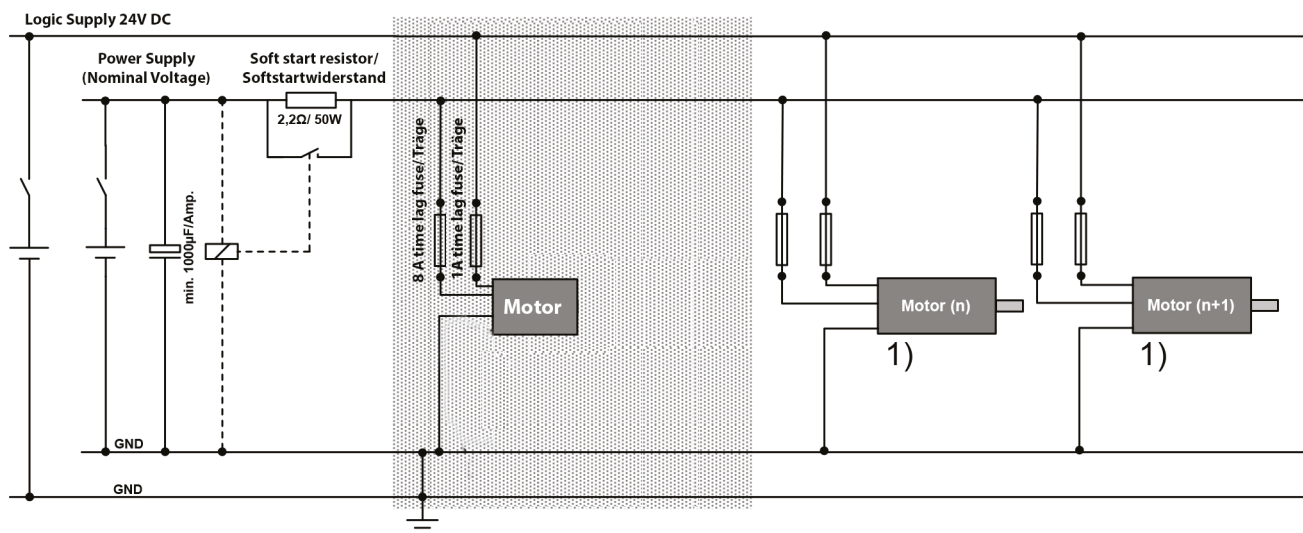 Logic Supply 24V DC
Power Supply
(Nominal Voltage)
Soft start resistor/
Softstartwiderstand
2,2Ω/ 50W
min. 1000µF/Amp.
8 A time lag fuse/ Träge
1A time lag fuse/ Träge
Motor
Motor (n)
1)
Motor (n+1)
1)
GND
GND